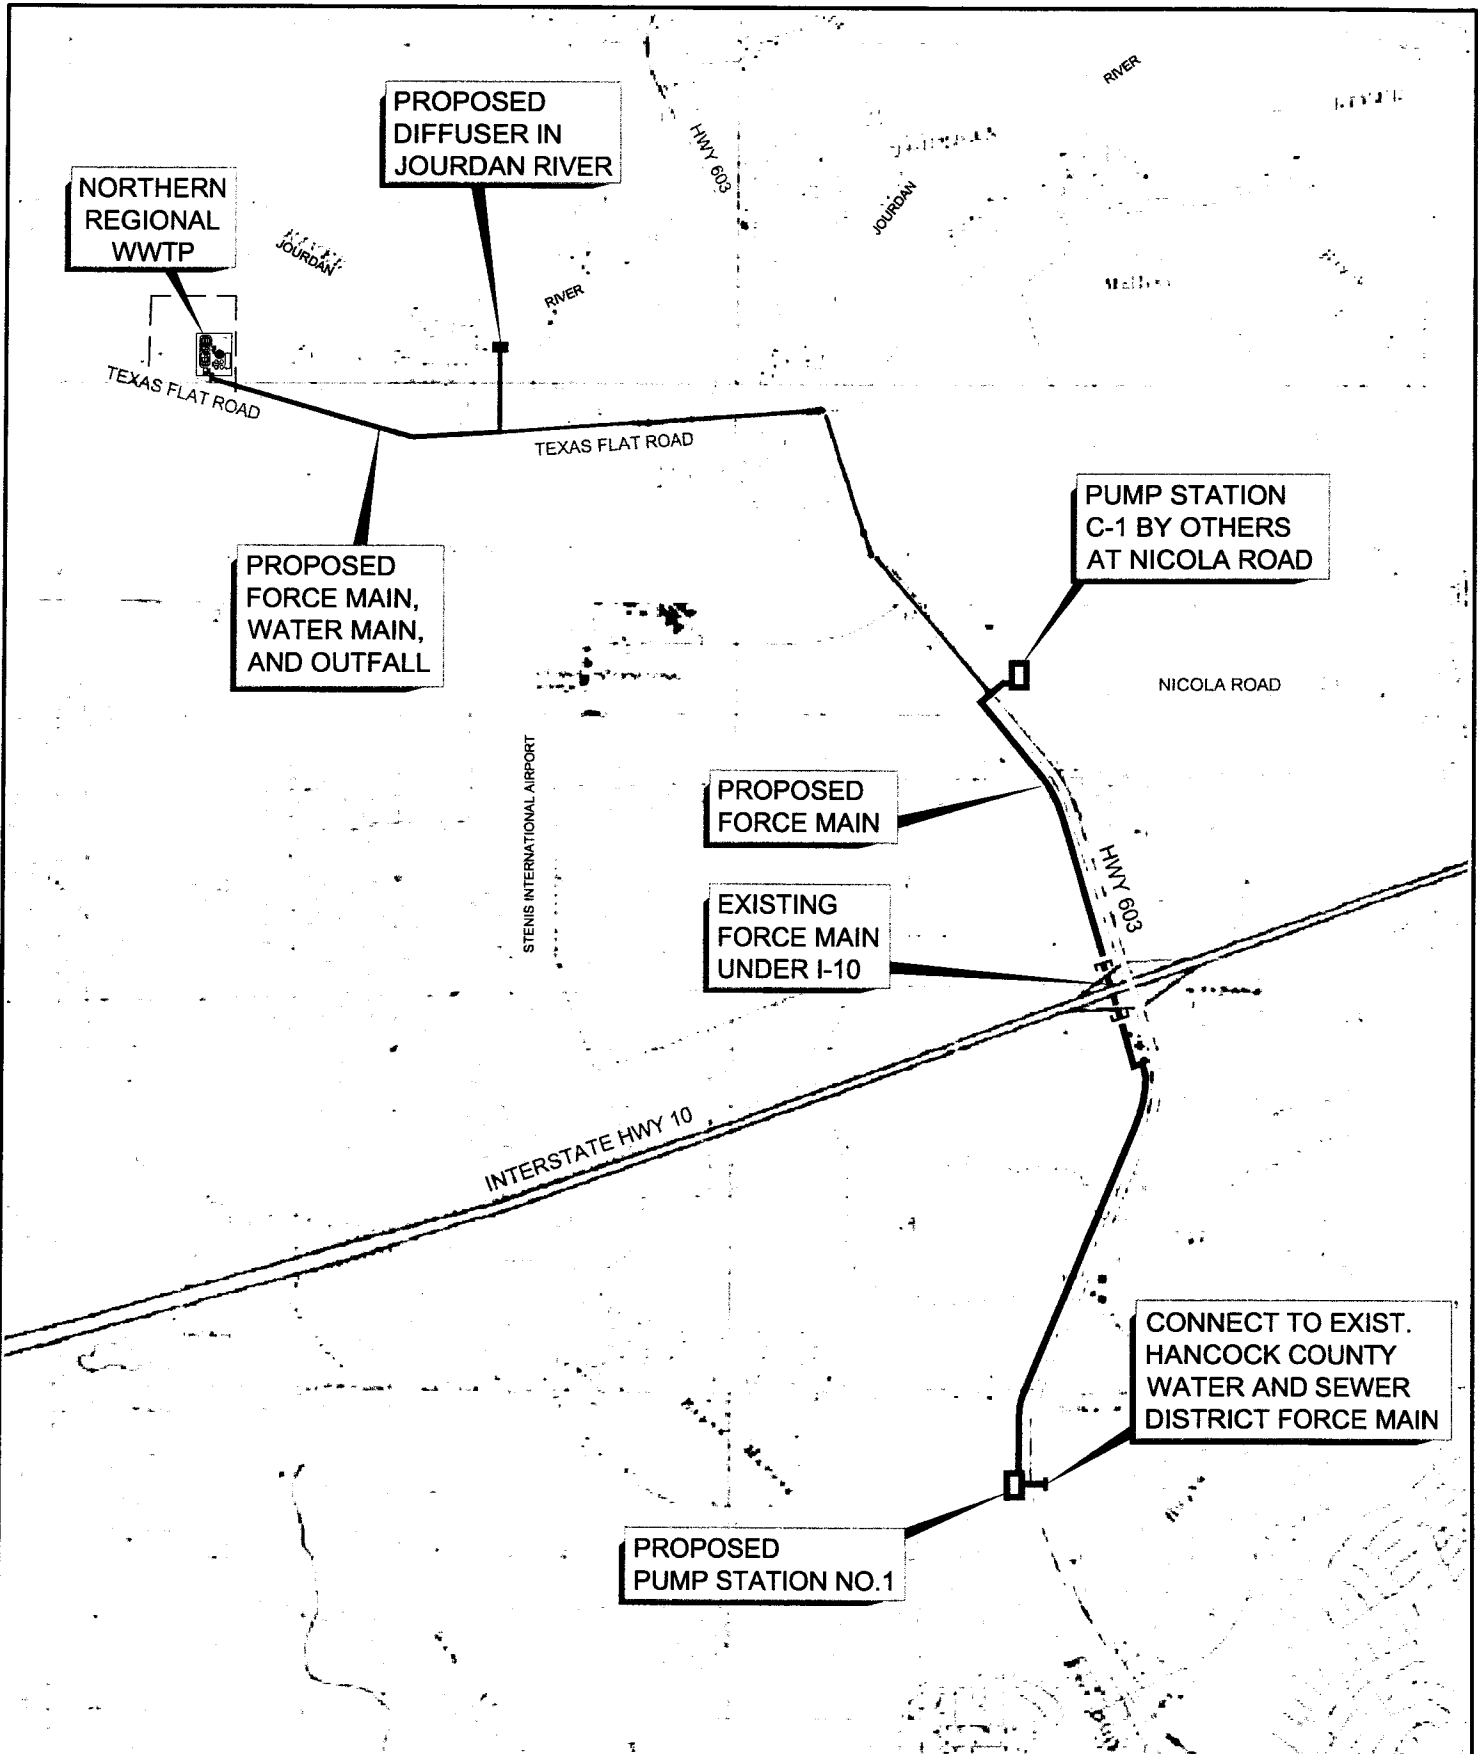 RIVER
PROPOSED
DIFFUSER IN
JOURDAN RIVER
HWY 603
NORTHERN
REGIONAL
WWTP
JOURDAN
JOURDAN
RIVER
TEXAS FLAT ROAD
TEXAS FLAT ROAD
PUMP STATION
C-1 BY OTHERS
AT NICOLA ROAD
PROPOSED
FORCE MAIN,
WATER MAIN,
AND OUTFALL
NICOLA ROAD
STENIS INTERNATIONAL AIRPORT
PROPOSED
FORCE MAIN
HWY 603
EXISTING
FORCE MAIN
UNDER I-10
INTERSTATE HWY 10
CONNECT TO EXIST.
HANCOCK COUNTY
WATER AND SEWER
DISTRICT FORCE MAIN
PROPOSED
PUMP STATION NO.1